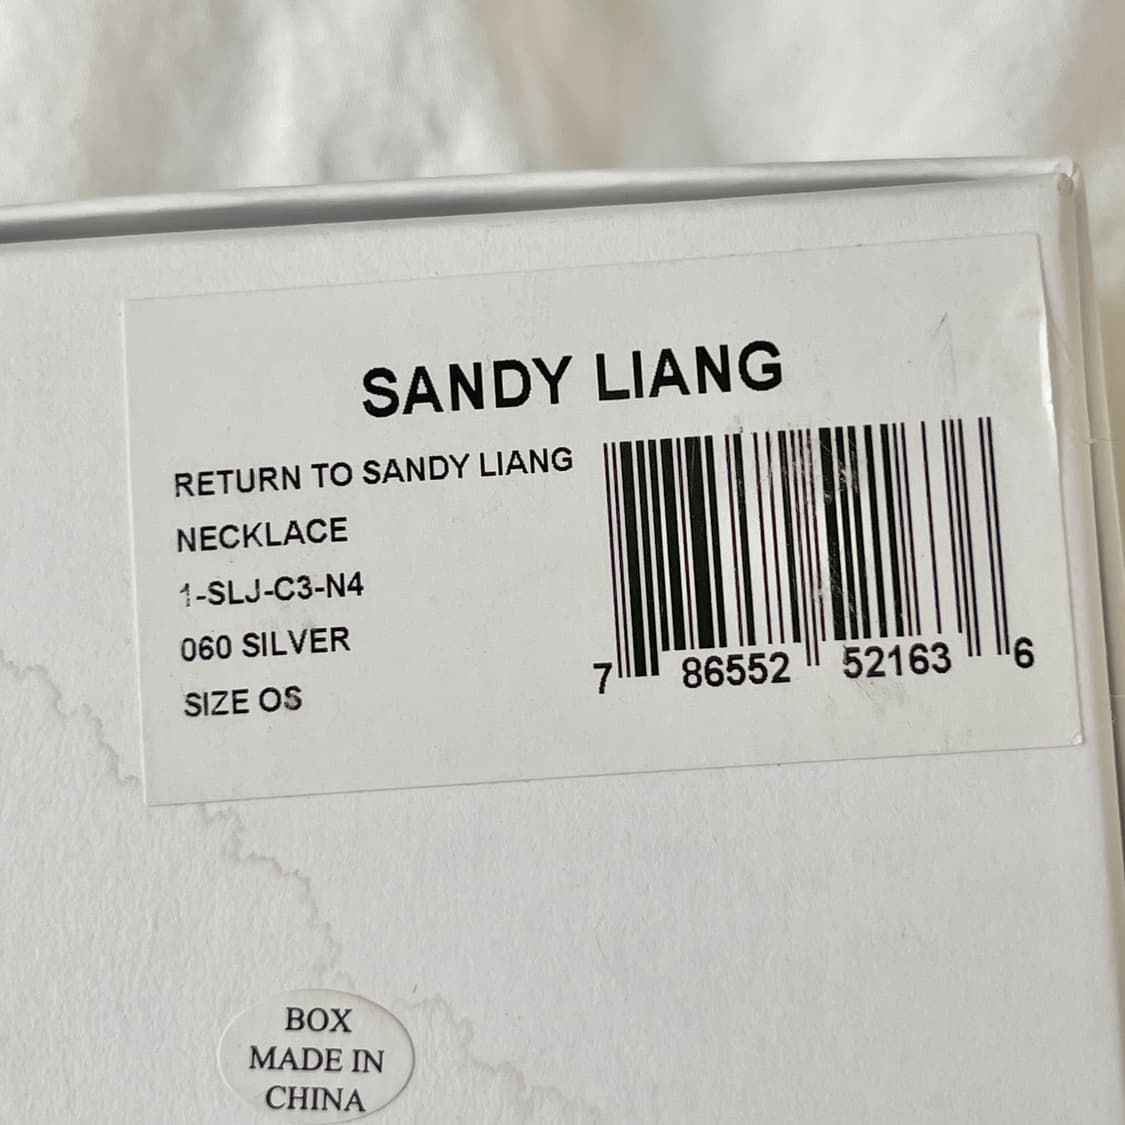 SANDY LIANG
RETURN TO SANDY LIANG
NECKLACE
1-SLJ-C3-N4
060 SILVER
SIZE OS
7 86552 52163 6
BOX
MADE IN
CHINA